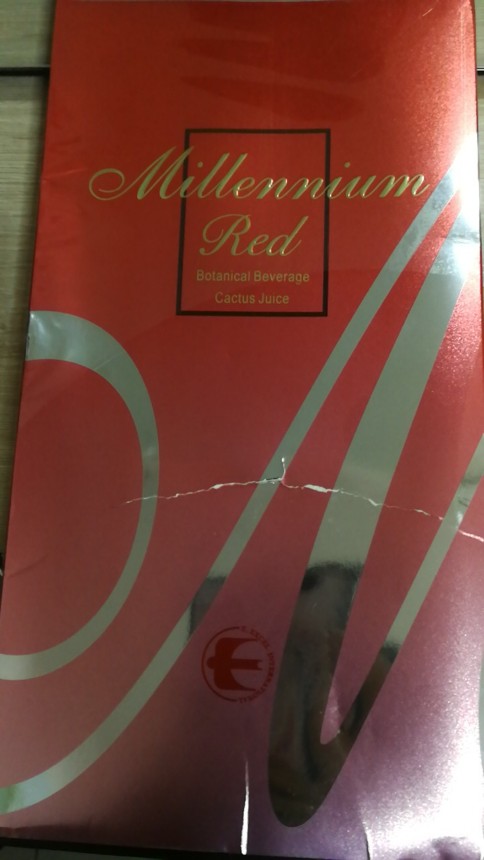 Millennium
Red
Botanical Beverage
Cactus Juice